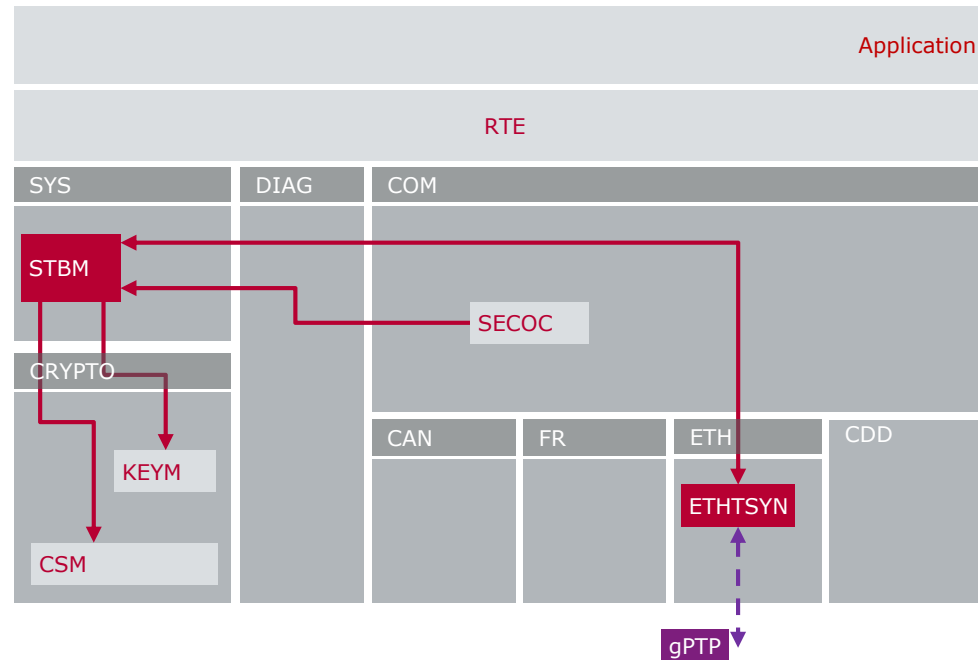 Application
RTE
SYS
DIAG
COM
STBM
SECOC
CRYPTO
CAN
FR
ETH
CDD
KEYM
ETHTSYN
CSM
gPTP